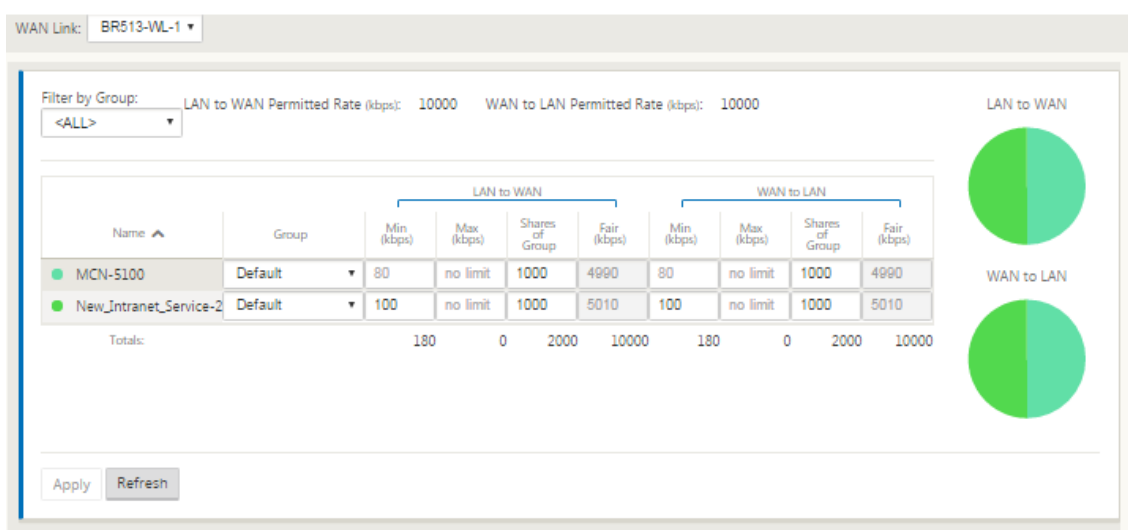 WAN Link: BR513-WL-1
Filter by Group: LAN to WAN Permitted Rate (kbps): 10000 WAN to LAN Permitted Rate (kbps): 10000 LAN to WAN
<ALL>
LAN to WAN WAN to LAN
Name Group Min (kbps) Max (kbps) Shares of Group Fair (kbps) Min (kbps) Max (kbps) Shares of Group Fair (kbps)
MCN-5100 Default 80 no limit 1000 4990 80 no limit 1000 4990
WAN to LAN
New_Intranet_Service-2 Default 100 no limit 1000 5010 100 no limit 1000 5010
Totals: 180 0 2000 10000 180 0 2000 10000
Apply Refresh